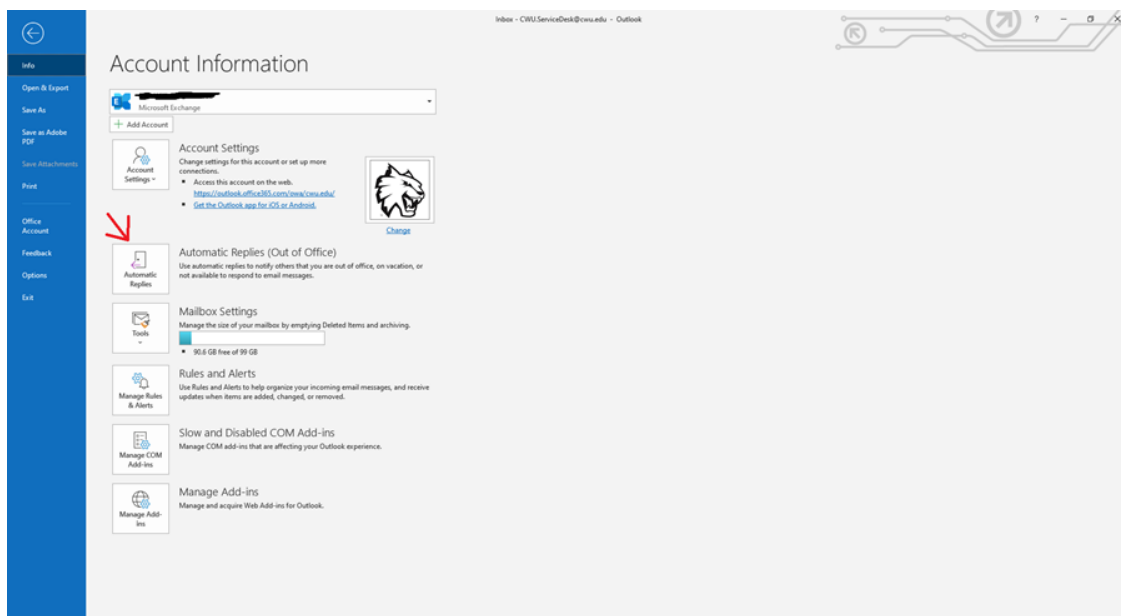 Inbox - CWU.ServiceDesk@cwu.edu - Outlook
?
Info
Open & Export
Save As
Save as Adobe
PDF
Save Attachments
Print
Office
Account
Feedback
Options
Exit
Account Information
E
Microsoft Exchange
Add Account
Account
Settings
Account Settings
Change settings for this account or set up more
connections.
▪ Access this account on the web.
https://outlook.office365.com/owa/cwu.edu/
▪ Get the Outlook app for iOS or Android.
Change
Automatic
Replies
Automatic Replies (Out of Office)
Use automatic replies to notify others that you are out of office, on vacation, or
not available to respond to email messages.
Tools
Mailbox Settings
Manage the size of your mailbox by emptying Deleted Items and archiving.
▪ 90.6 GB free of 99 GB
Manage Rules
& Alerts
Rules and Alerts
Use Rules and Alerts to help organize your incoming email messages, and receive
updates when items are added, changed, or removed.
Manage COM
Add-ins
Slow and Disabled COM Add-ins
Manage COM add-ins that are affecting your Outlook experience.
Manage Add-
ins
Manage Add-ins
Manage and acquire Web Add-ins for Outlook.